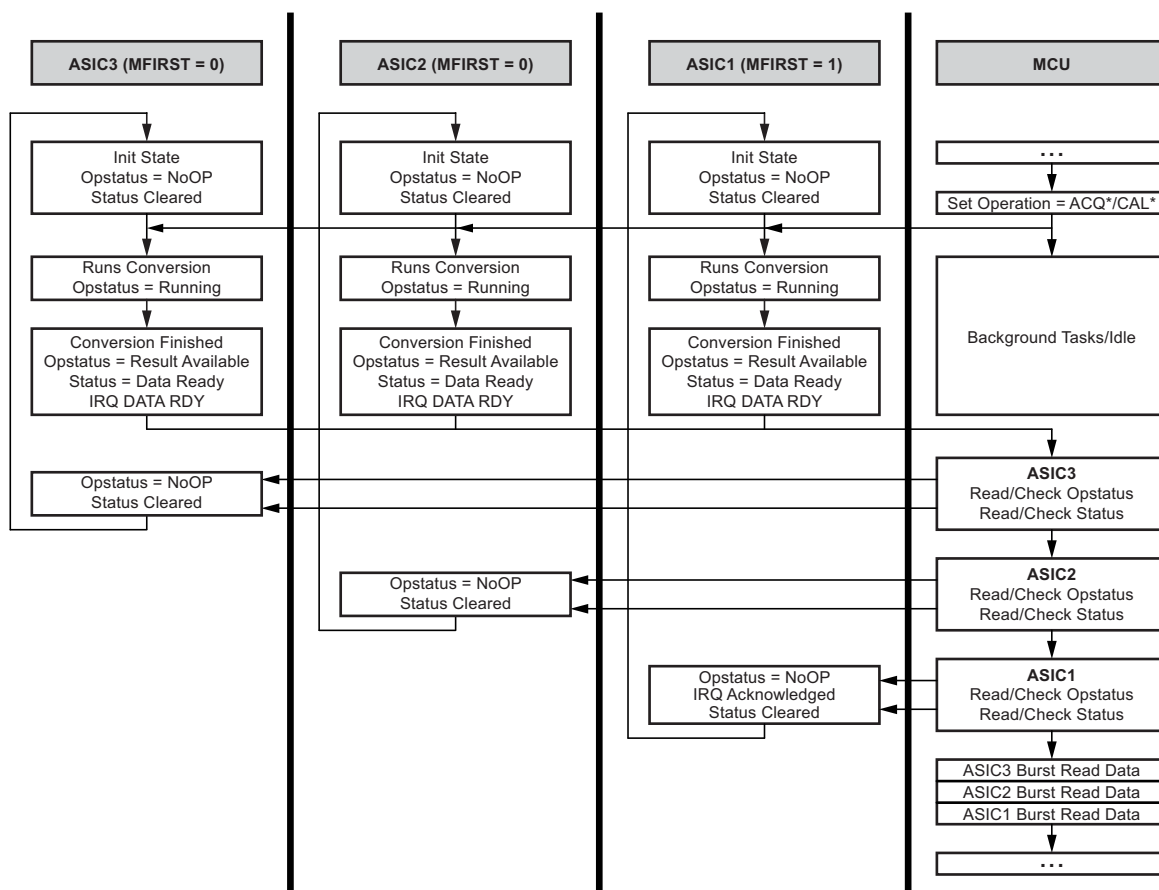 ASIC3 (MFIRST = 0)
ASIC2 (MFIRST = 0)
ASIC1 (MFIRST = 1)
MCU
Init State
Opstatus = NoOP
Status Cleared
Init State
Opstatus = NoOP
Status Cleared
Init State
Opstatus = NoOP
Status Cleared
...
Set Operation = ACQ*/CAL*
Runs Conversion
Opstatus = Running
Runs Conversion
Opstatus = Running
Runs Conversion
Opstatus = Running
Background Tasks/Idle
Conversion Finished
Opstatus = Result Available
Status = Data Ready
IRQ DATA RDY
Conversion Finished
Opstatus = Result Available
Status = Data Ready
IRQ DATA RDY
Conversion Finished
Opstatus = Result Available
Status = Data Ready
IRQ DATA RDY
Opstatus = NoOP
Status Cleared
ASIC3
Read/Check Opstatus
Read/Check Status
Opstatus = NoOP
Status Cleared
ASIC2
Read/Check Opstatus
Read/Check Status
Opstatus = NoOP
IRQ Acknowledged
Status Cleared
ASIC1
Read/Check Opstatus
Read/Check Status
ASIC3 Burst Read Data
ASIC2 Burst Read Data
ASIC1 Burst Read Data
...